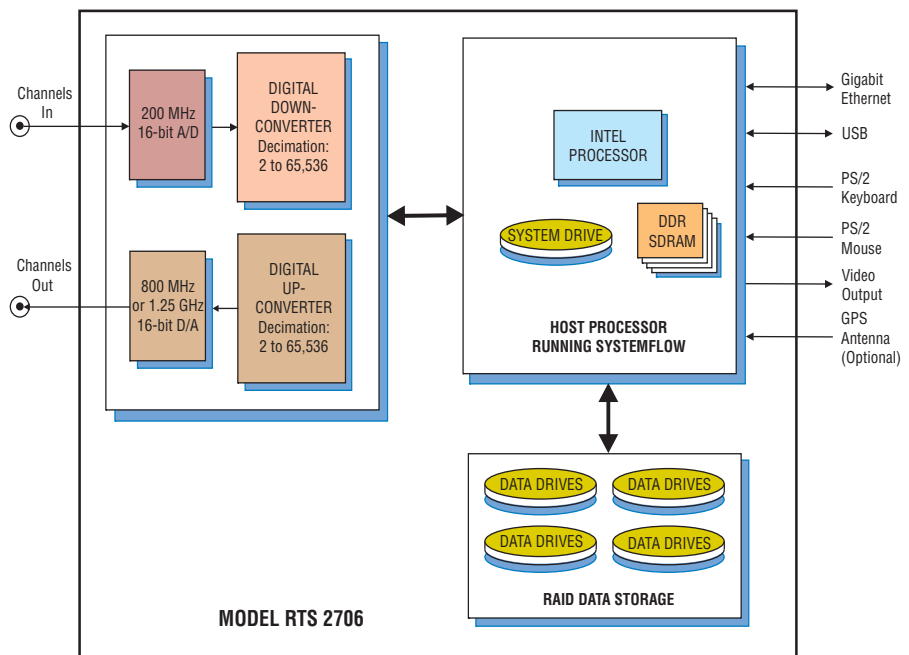 Channels
In
200 MHz
16-bit A/D
DIGITAL
DOWN-
CONVERTER
Decimation:
2 to 65,536
Channels
Out
800 MHz
or 1.25 GHz
16-bit D/A
DIGITAL
UP-
CONVERTER
Decimation:
2 to 65,536
INTEL
PROCESSOR
SYSTEM DRIVE
DDR
SDRAM
HOST PROCESSOR
RUNNING SYSTEMFLOW
Gigabit
Ethernet
USB
PS/2
Keyboard
PS/2
Mouse
Video
Output
GPS
Antenna
(Optional)
DATA DRIVES
DATA DRIVES
DATA DRIVES
DATA DRIVES
RAID DATA STORAGE
MODEL RTS 2706